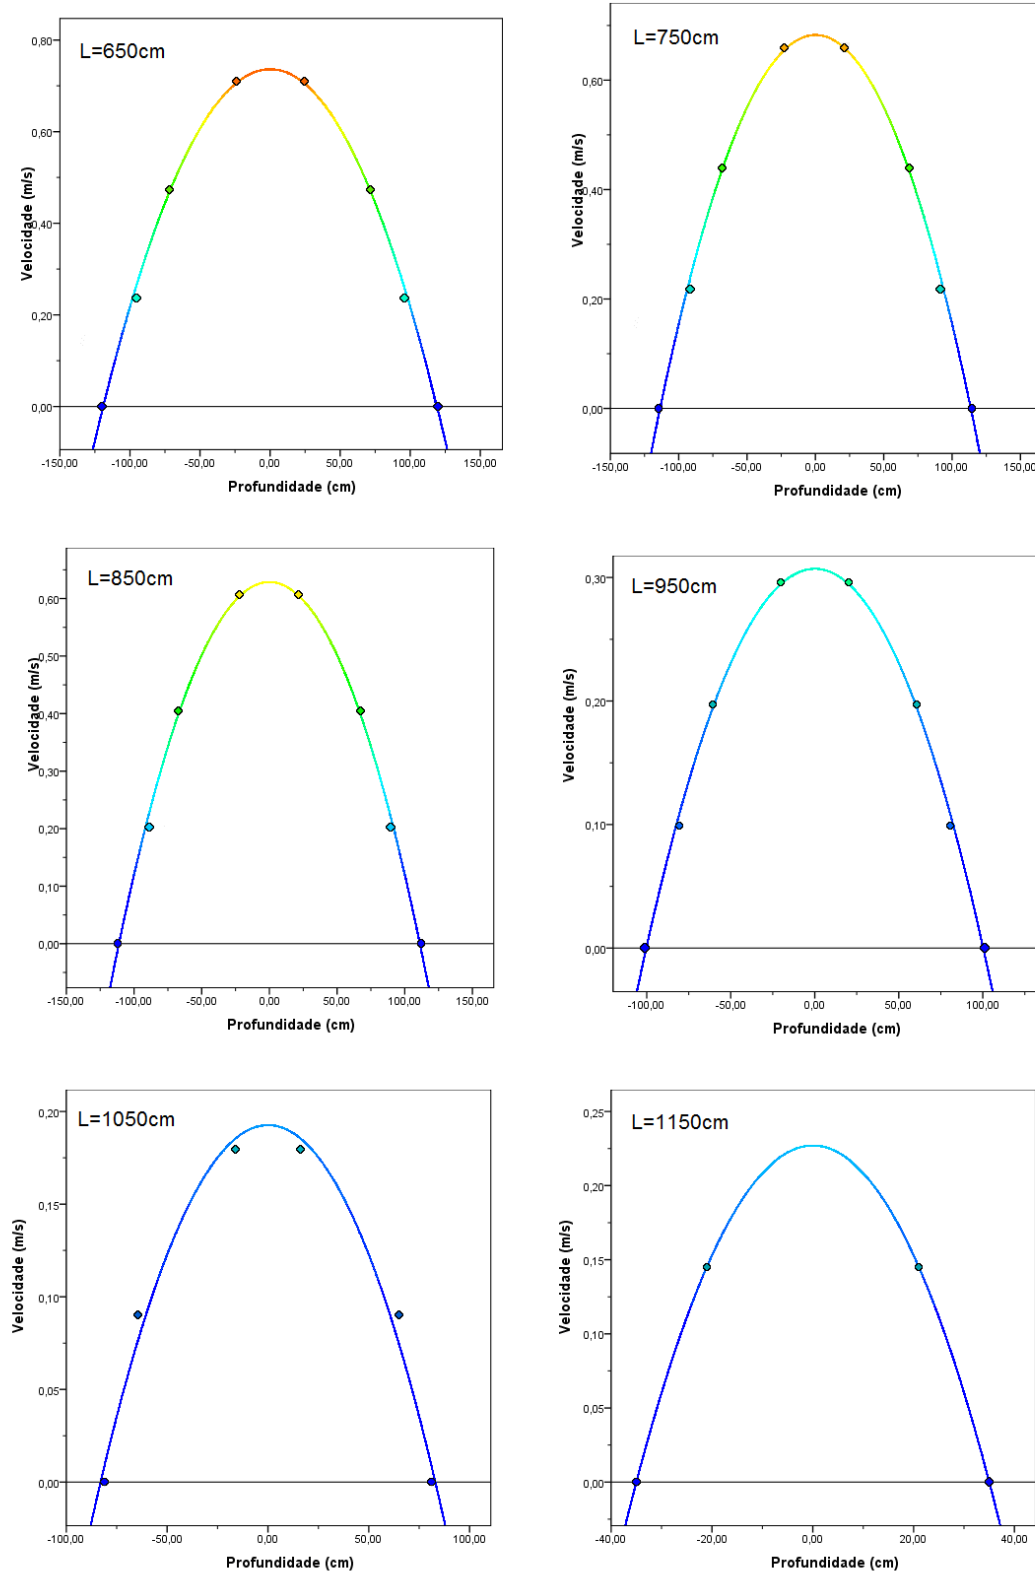 L=650cm
0,80
0,60
0,40
0,20
0,00
Velocidade (m/s)
-150,00 -100,00 -50,00 0,00 50,00 100,00 150,00
Profundidade (cm)
L=750cm
0,60
0,40
0,20
0,00
Velocidade (m/s)
-150,00 -100,00 -50,00 0,00 50,00 100,00 150,00
Profundidade (cm)
L=850cm
0,60
0,50
0,40
0,30
0,20
0,10
0,00
Velocidade (m/s)
-150,00 -100,00 -50,00 0,00 50,00 100,00 150,00
Profundidade (cm)
L=950cm
0,30
0,20
0,10
0,00
Velocidade (m/s)
-100,00 -50,00 0,00 50,00 100,00
Profundidade (cm)
L=1050cm
0,20
0,15
0,10
0,05
0,00
Velocidade (m/s)
-100,00 -50,00 0,00 50,00 100,00
Profundidade (cm)
L=1150cm
0,25
0,20
0,15
0,10
0,05
0,00
Velocidade (m/s)
-40,00 -20,00 0,00 20,00 40,00
Profundidade (cm)